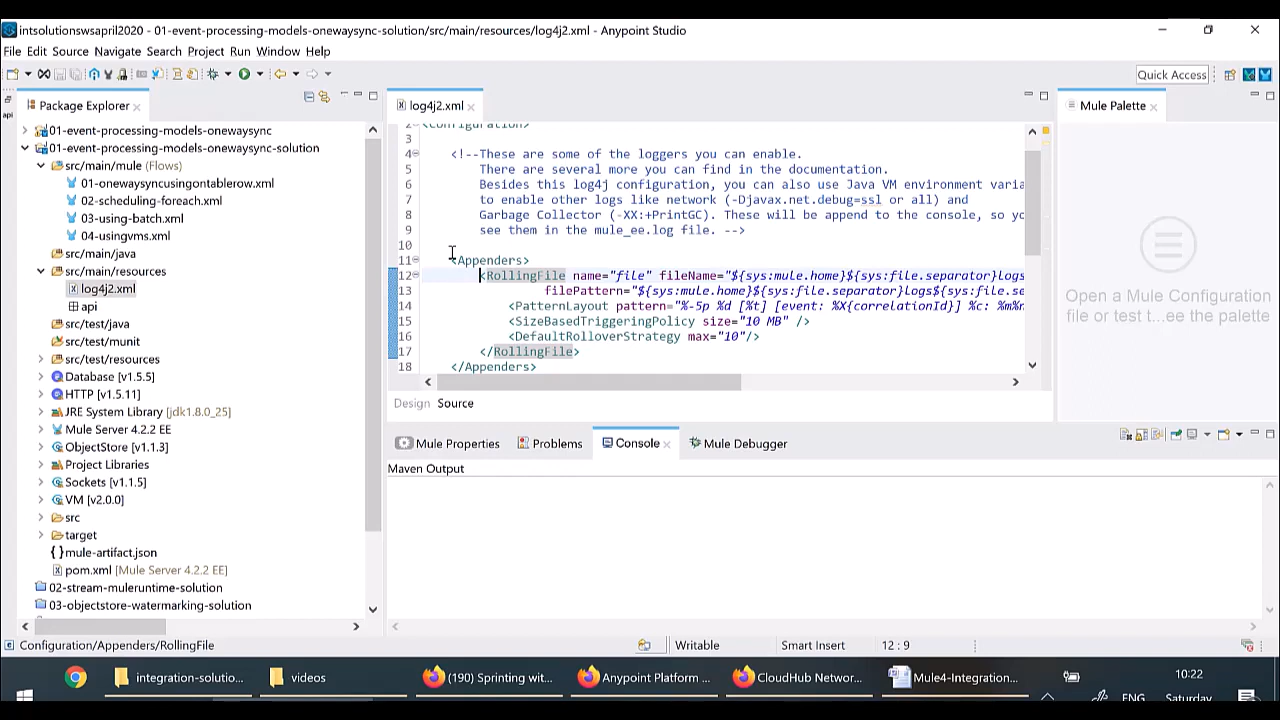 intsolutionswsapril2020 - 01-event-processing-models-onewaysync-solution/src/main/resources/log4j2.xml - Anypoint Studio
File Edit Source Navigate Search Project Run Window Help
Quick Access
Package Explorer
log4j2.xml
Mule Palette
api
01-event-processing-models-onewaysync
01-event-processing-models-onewaysync-solution
src/main/mule (Flows)
01-onewaysyncusingontablerow.xml
02-scheduling-foreach.xml
03-using-batch.xml
04-usingvms.xml
src/main/java
src/main/resources
log4j2.xml
api
src/test/java
src/test/munit
src/test/resources
Database [v1.5.5]
HTTP [v1.5.11]
JRE System Library [jdk1.8.0_25]
Mule Server 4.2.2 EE
ObjectStore [v1.1.3]
Project Libraries
Sockets [v1.1.5]
VM [v2.0.0]
src
target
mule-artifact.json
pom.xml [Mule Server 4.2.2 EE]
02-stream-muleruntime-solution
03-objectstore-watermarking-solution
2 <Configuration>
3
4 <!--These are some of the loggers you can enable.
5 There are several more you can find in the documentation.
6 Besides this log4j configuration, you can also use Java VM environment varia
7 to enable other logs like network (-Djavax.net.debug=ssl or all) and
8 Garbage Collector (-XX:+PrintGC). These will be append to the console, so yo
9 see them in the mule_ee.log file. -->
10
11 <Appenders>
12 <RollingFile name="file" fileName="${sys:mule.home}${sys:file.separator}logs
13 filePattern="${sys:mule.home}${sys:file.separator}logs${sys:file.se
14 <PatternLayout pattern="%-5p %d [%t] [event: %X{correlationId}] %c: %m%n
15 <SizeBasedTriggeringPolicy size="10 MB" />
16 <DefaultRolloverStrategy max="10"/>
17 </RollingFile>
18 </Appenders>
Design Source
Open a Mule Configuration
file or test t...ee the palette
Mule Properties Problems Console Mule Debugger
Maven Output
Configuration/Appenders/RollingFile
Writable
Smart Insert
12 : 9
integration-solutio...
videos
(190) Sprinting wit...
Anypoint Platform ...
CloudHub Networ...
Mule4-Integration...
10:22
ENG
Saturday